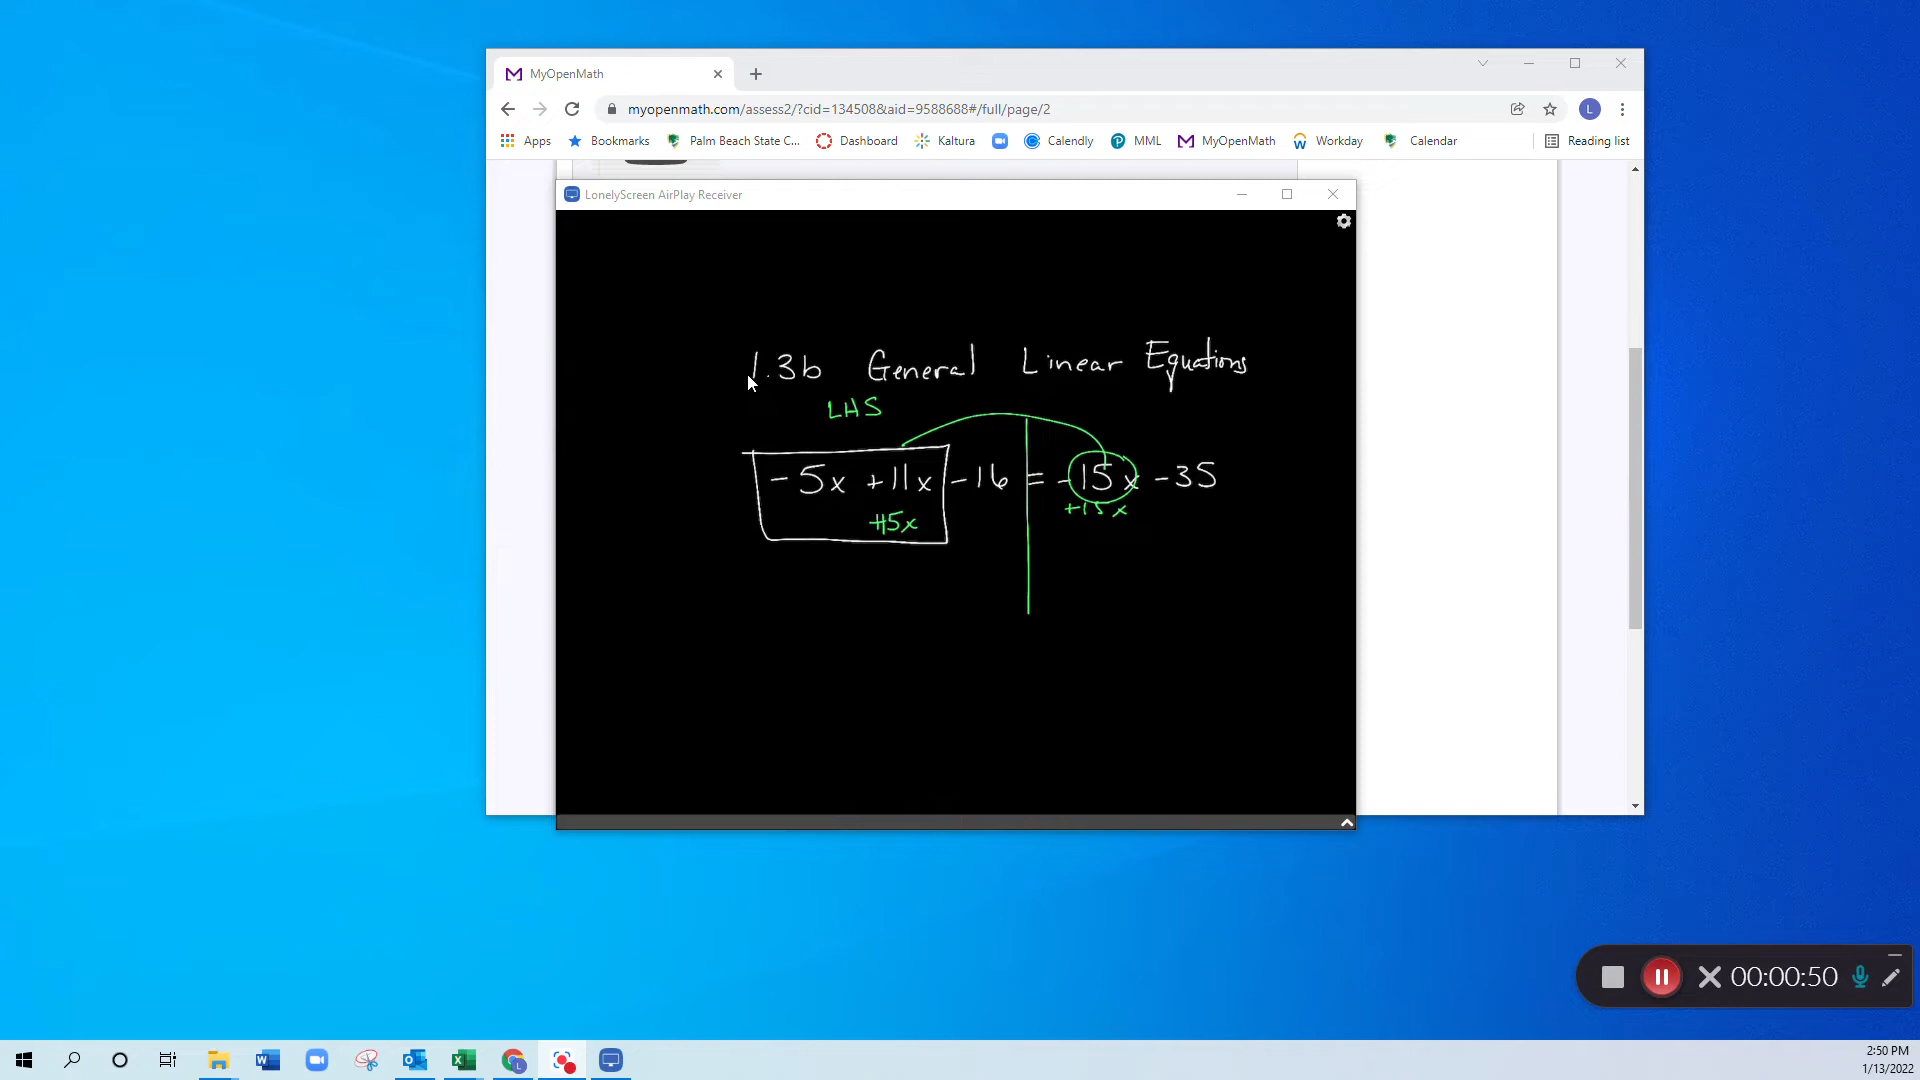 MyOpenMath
myopenmath.com/assess2/?cid=134508&aid=9588688#/full/page/2
L
Apps Bookmarks Palm Beach State C... Dashboard Kaltura Calendly MML MyOpenMath Workday Calendar Reading list
LonelyScreen AirPlay Receiver
1.3b General Linear Equations
LHS
-5x +11x -16 = -15x -35
+15x +15x
00:00:50
2:50 PM
1/13/2022